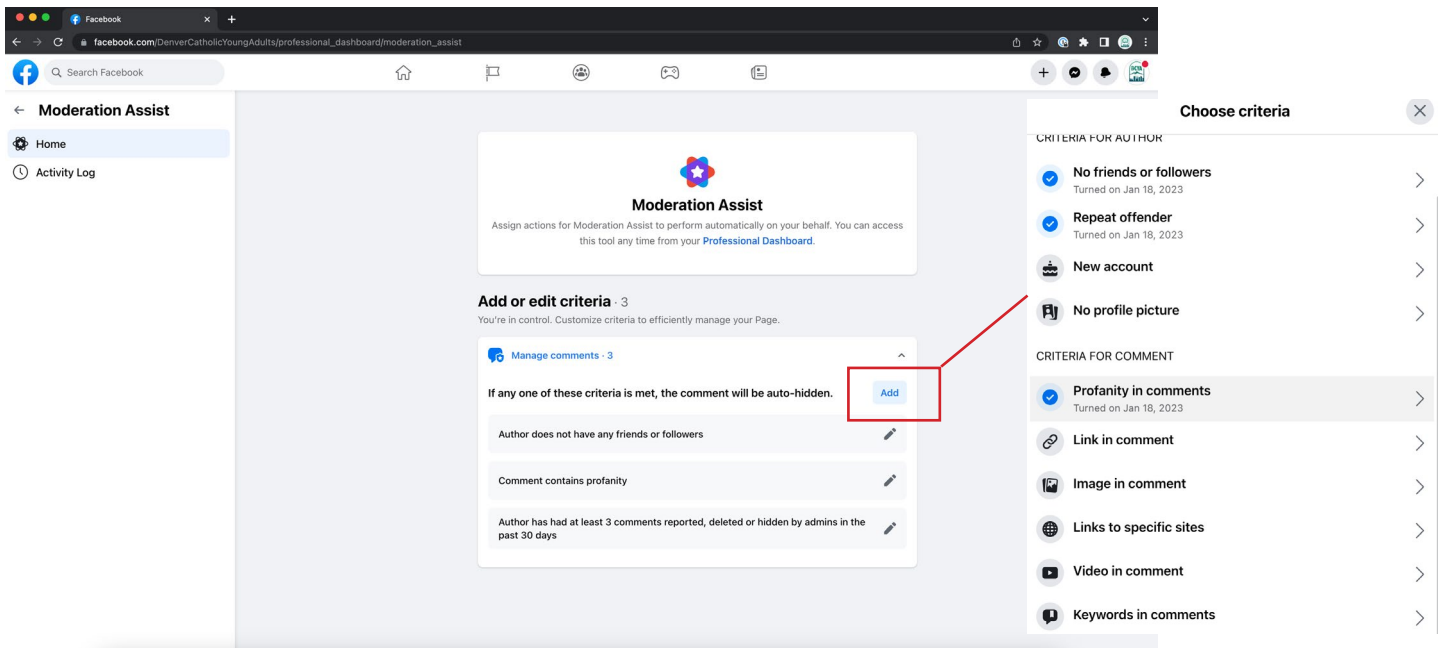 Facebook
facebook.com/DenverCatholicYoungAdults/professional_dashboard/moderation_assist
Search Facebook
Moderation Assist
Home
Activity Log
Moderation Assist
Assign actions for Moderation Assist to perform automatically on your behalf. You can access
this tool any time from your Professional Dashboard.
Add or edit criteria · 3
You're in control. Customize criteria to efficiently manage your Page.
Manage comments · 3
If any one of these criteria is met, the comment will be auto-hidden.
Add
Author does not have any friends or followers
Comment contains profanity
Author has had at least 3 comments reported, deleted or hidden by admins in the
past 30 days
Choose criteria
CRITERIA FOR AUTHOR
No friends or followers
Turned on Jan 18, 2023
Repeat offender
Turned on Jan 18, 2023
New account
No profile picture
CRITERIA FOR COMMENT
Profanity in comments
Turned on Jan 18, 2023
Link in comment
Image in comment
Links to specific sites
Video in comment
Keywords in comments